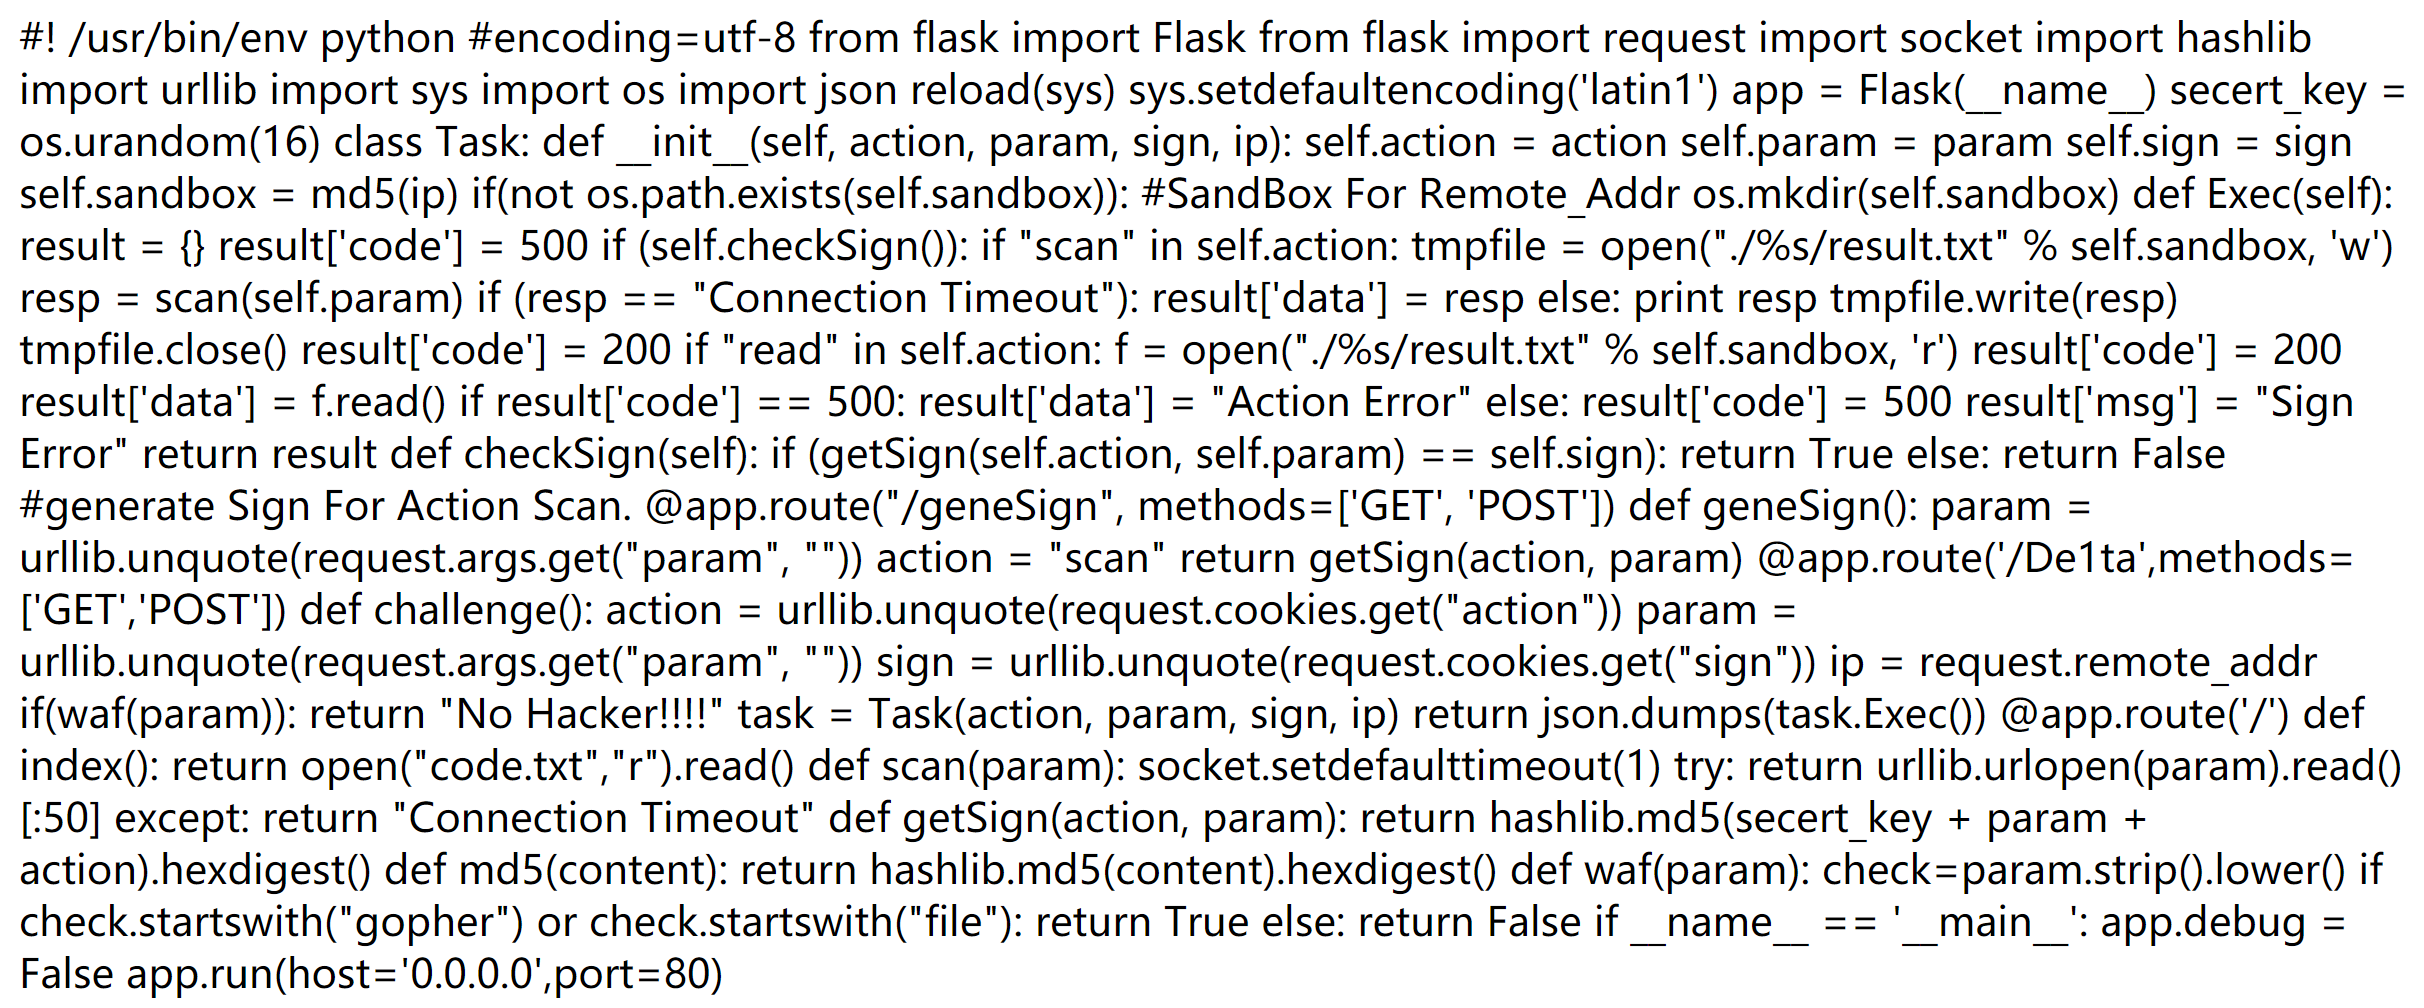 #! /usr/bin/env python #encoding=utf-8 from flask import Flask from flask import request import socket import hashlib
import urllib import sys import os import json reload(sys) sys.setdefaultencoding('latin1') app = Flask(__name__) secert_key =
os.urandom(16) class Task: def __init__(self, action, param, sign, ip): self.action = action self.param = param self.sign = sign
self.sandbox = md5(ip) if(not os.path.exists(self.sandbox)): #SandBox For Remote_Addr os.mkdir(self.sandbox) def Exec(self):
result = {} result['code'] = 500 if (self.checkSign()): if "scan" in self.action: tmpfile = open("./%s/result.txt" % self.sandbox, 'w')
resp = scan(self.param) if (resp == "Connection Timeout"): result['data'] = resp else: print resp tmpfile.write(resp)
tmpfile.close() result['code'] = 200 if "read" in self.action: f = open("./%s/result.txt" % self.sandbox, 'r') result['code'] = 200
result['data'] = f.read() if result['code'] == 500: result['data'] = "Action Error" else: result['code'] = 500 result['msg'] = "Sign
Error" return result def checkSign(self): if (getSign(self.action, self.param) == self.sign): return True else: return False
#generate Sign For Action Scan. @app.route("/geneSign", methods=['GET', 'POST']) def geneSign(): param =
urllib.unquote(request.args.get("param", "")) action = "scan" return getSign(action, param) @app.route('/De1ta',methods=
['GET','POST']) def challenge(): action = urllib.unquote(request.cookies.get("action")) param =
urllib.unquote(request.args.get("param", "")) sign = urllib.unquote(request.cookies.get("sign")) ip = request.remote_addr
if(waf(param)): return "No Hacker!!!!" task = Task(action, param, sign, ip) return json.dumps(task.Exec()) @app.route('/') def
index(): return open("code.txt","r").read() def scan(param): socket.setdefaulttimeout(1) try: return urllib.urlopen(param).read()
[:50] except: return "Connection Timeout" def getSign(action, param): return hashlib.md5(secert_key + param +
action).hexdigest() def md5(content): return hashlib.md5(content).hexdigest() def waf(param): check=param.strip().lower() if
check.startswith("gopher") or check.startswith("file"): return True else: return False if __name__ == '__main__': app.debug =
False app.run(host='0.0.0.0',port=80)